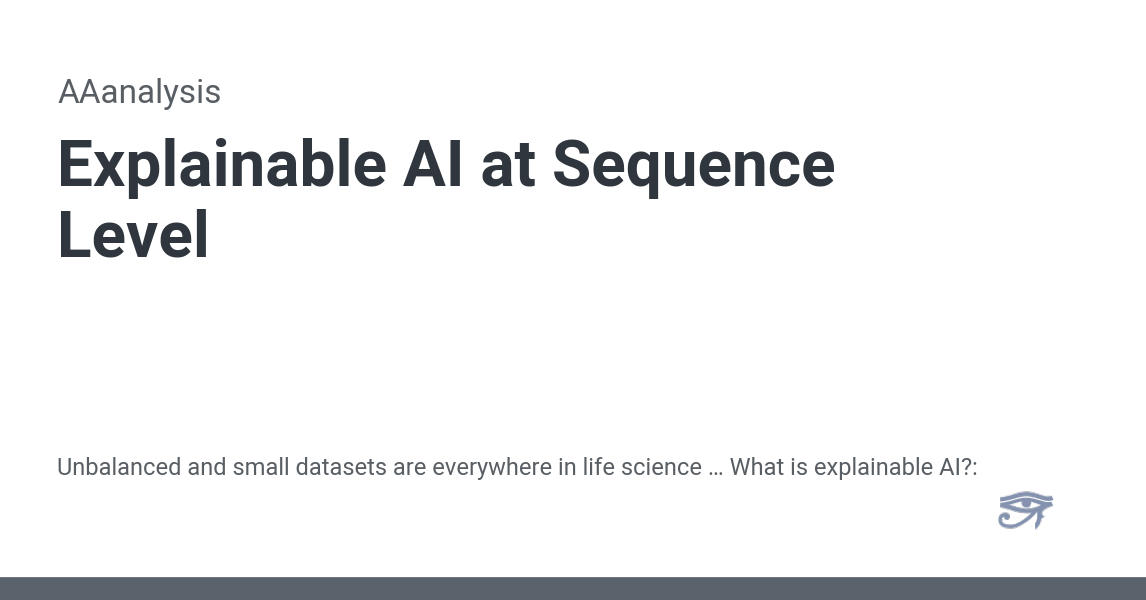 AAanalysis
Explainable AI at Sequence
Level
Unbalanced and small datasets are everywhere in life science … What is explainable AI?: